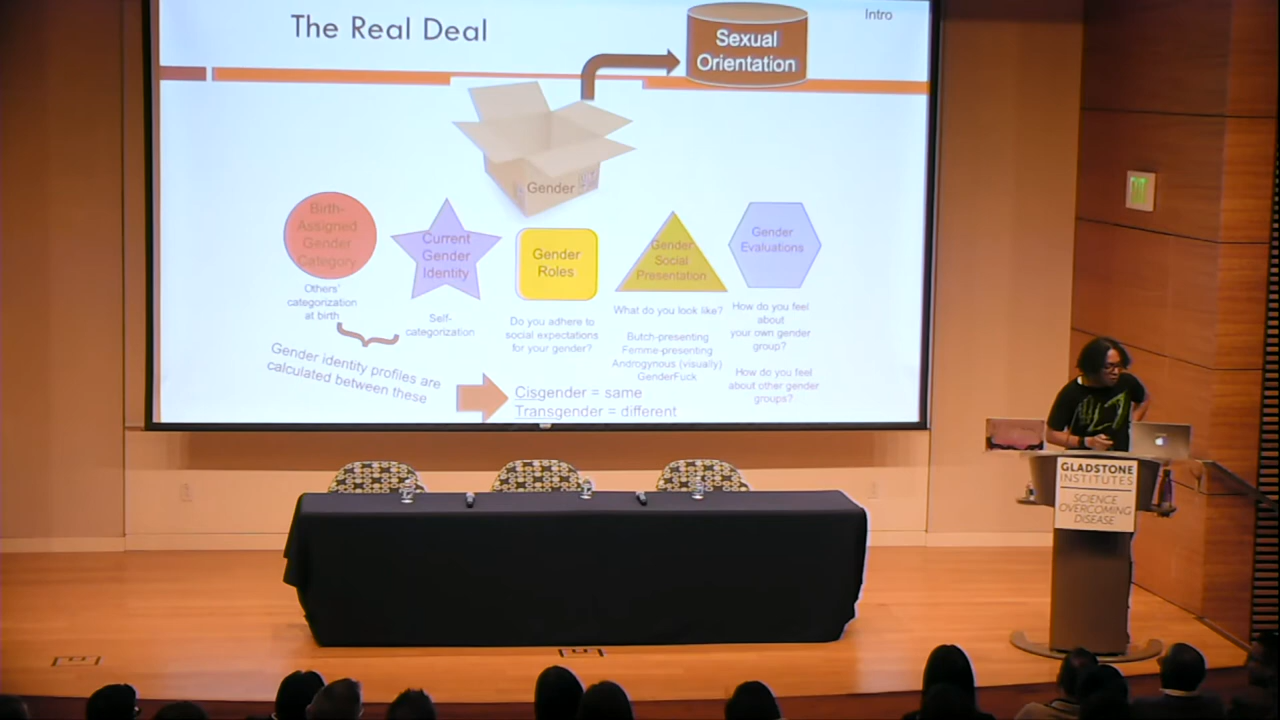 The Real Deal
Intro
Sexual
Orientation
Gender
Birth-
Assigned
Gender
Category
Current
Gender
Identity
Gender
Roles
Gender
Social
Presentation
Gender
Evaluations
Others'
categorization
at birth
Self-
categorization
Do you adhere to
social expectations
for your gender?
What do you look like?
Butch-presenting
Femme-presenting
Androgynous (visually)
GenderFuck
How do you feel
about
your own gender
group?
How do you feel
about other gender
groups?
Gender identity profiles are
calculated between these
Cisgender = same
Transgender = different
GLADSTONE
INSTITUTES
SCIENCE
OVERCOMING
DISEASE